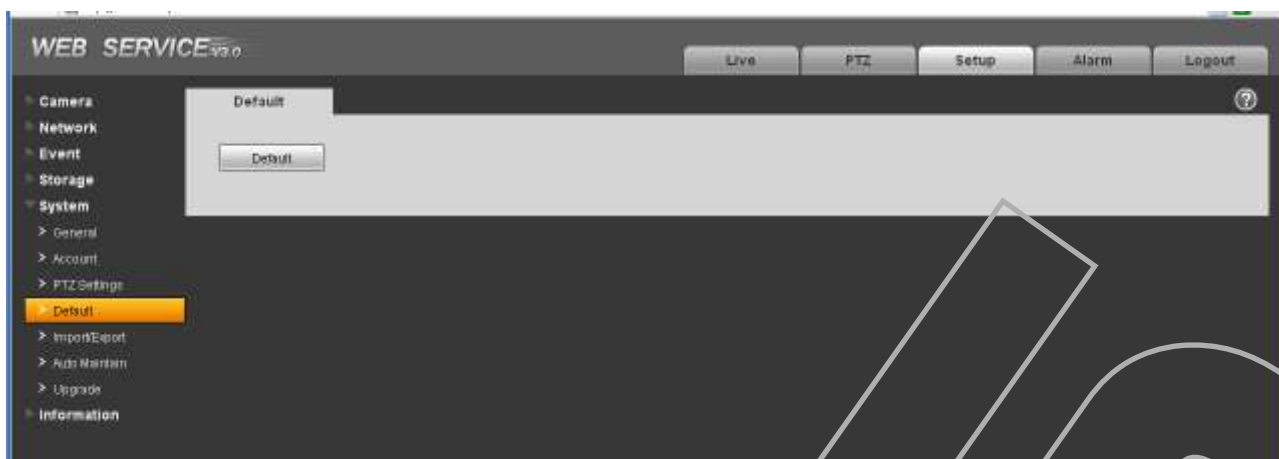 WEB SERVICE V3.0
Live
PTZ
Setup
Alarm
Logout
Camera
Default
?
Network
Event
Default
Storage
System
> General
> Account
> PTZ Settings
> Default
> Import/Export
> Auto Maintain
> Upgrade
Information